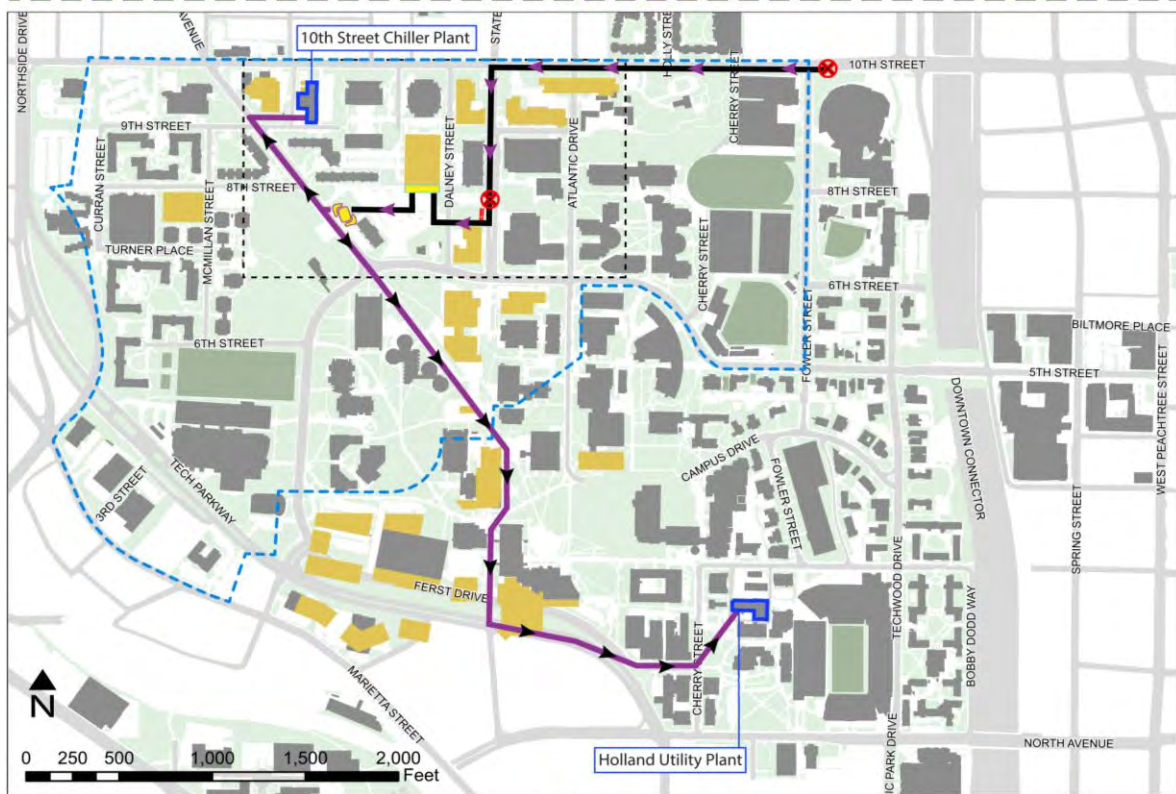 NORTHSIDE DRIVE
AVENUE
10th Street Chiller Plant
STATE
HOLLY STRE
10TH STREET
CHERRY STREET
9TH STREET
CURRAN STREET
8TH STREET
MCMILLAN STREET
DALNEY STREET
ATLANTIC DRIVE
8TH STREET
TURNER PLACE
CHERRY STREET
6TH STREET
FOWLER STREET
BILTMORE PLACE
6TH STREET
5TH STREET
WEST PEACHTREE STREET
DOWNTOWN CONNECTOR
CAMPUS DRIVE
FOWLER STREET
3RD STREET
TECH PARKWAY
SPRING STREET
TECHWOOD DRIVE
FERST DRIVE
BOBBY DODD WAY
CHERRY STREET
MARIETTA STREET
N
NORTH AVENUE
Holland Utility Plant
IC PARK DRIVE
0 250 500 1,000 1,500 2,000
Feet